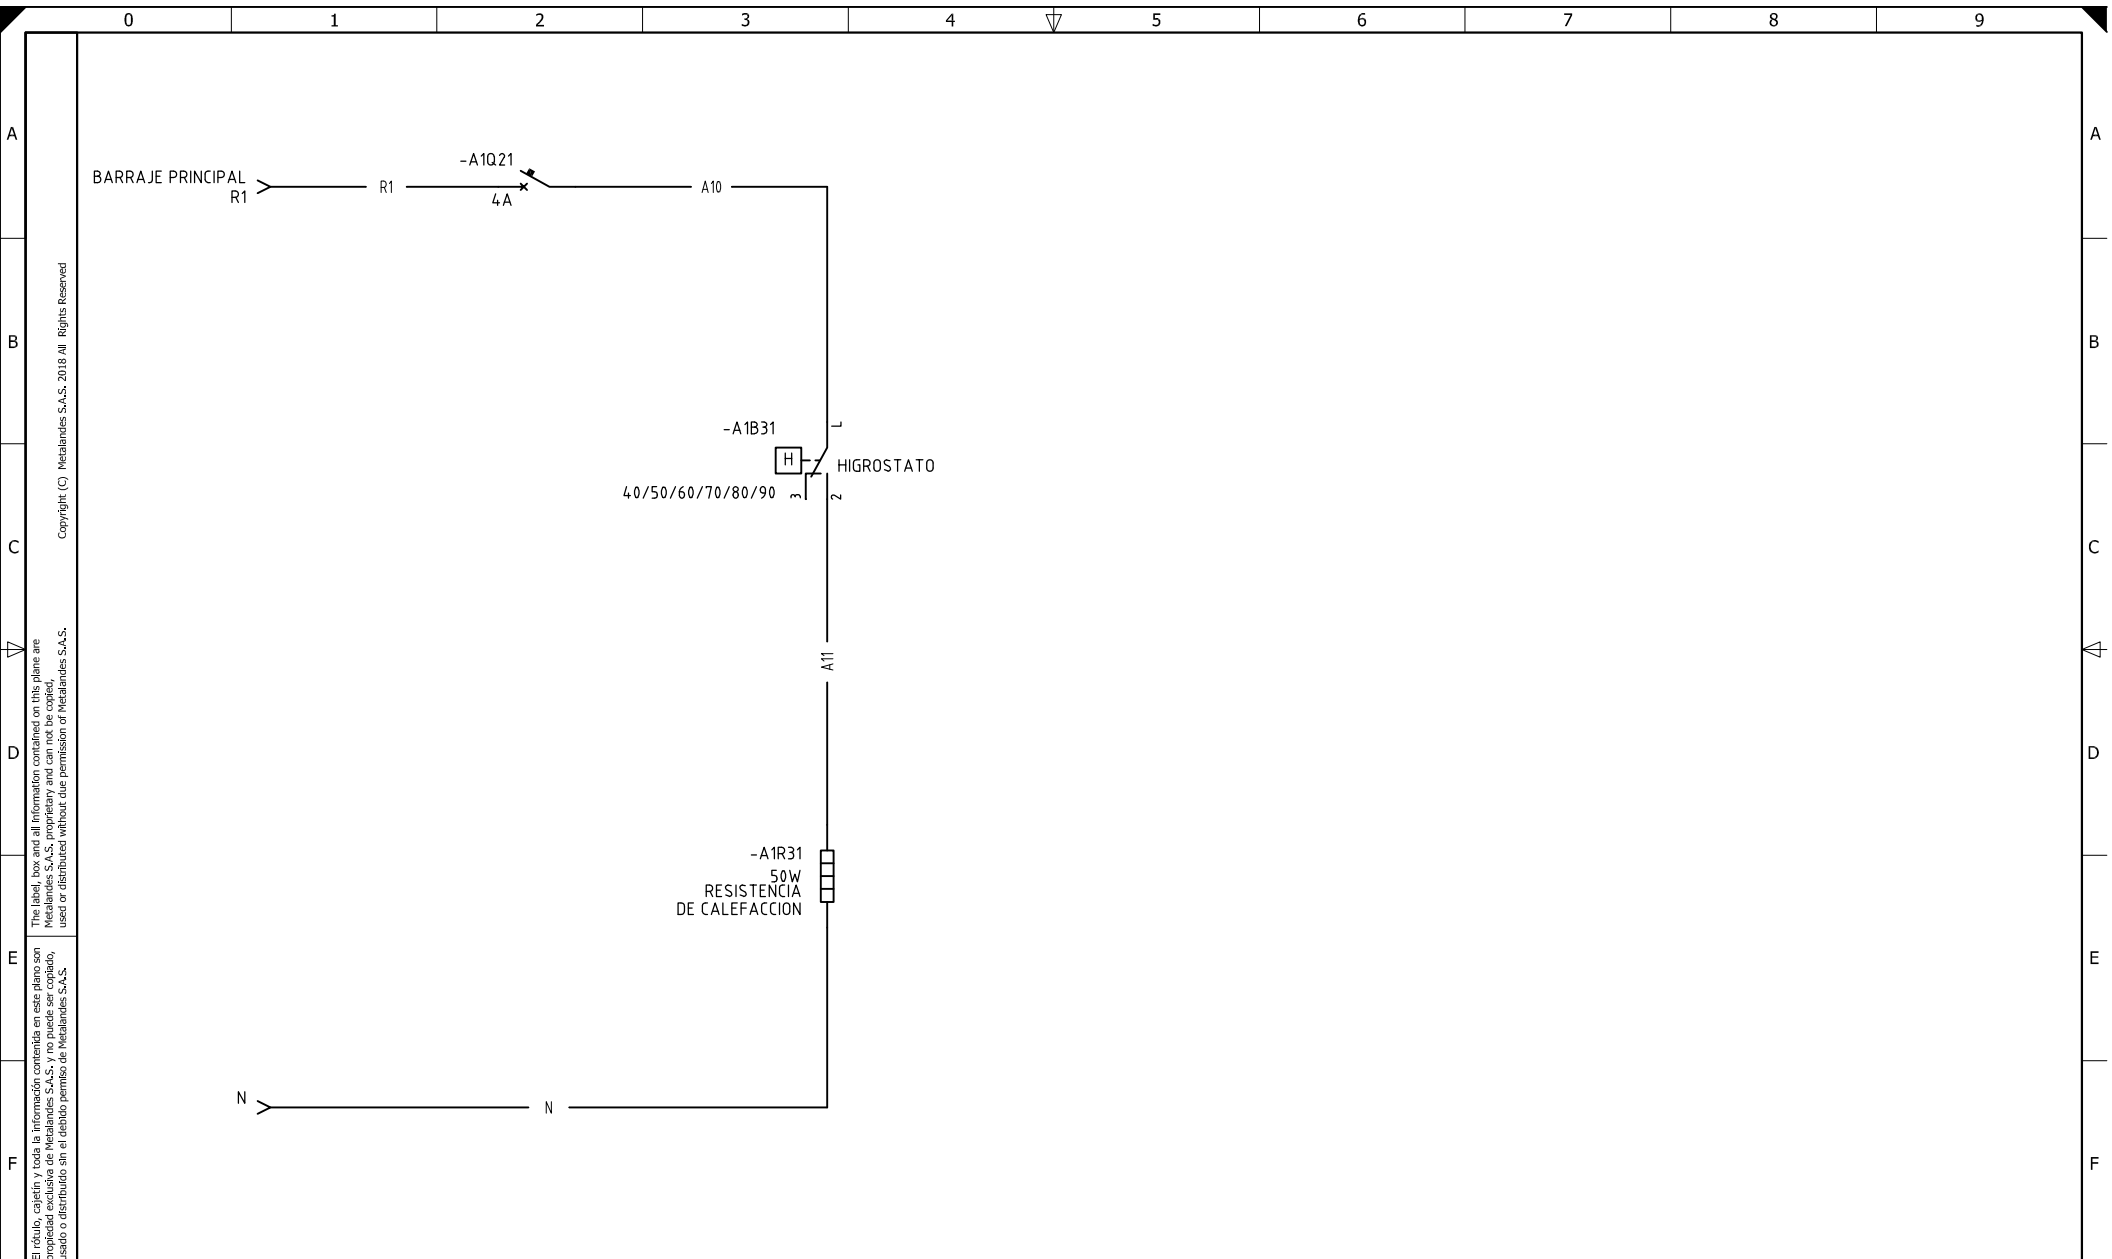 0 1 2 3 4 5 6 7 8 9
A A
-A1Q21
BARRAJE PRINCIPAL
R1
R1
A10
4A
B B
-A1B31
L
H
HIGROSTATO
40/50/60/70/80/90
3
2
C C
A11
D D
-A1R31
50W
RESISTENCIA
DE CALEFACCION
E E
N
N
F F
Copyright (C) Metalandes S.A.S. 2018 All Rights Reserved
The label, box and all information contained on this plane are
Metalandes S.A.S. proprietary and can not be copied,
used or distributed without due permission of Metalandes S.A.S.
El rótulo, cajetín y toda la información contenida en este plano son
propiedad exclusiva de Metalandes S.A.S. y no puede ser copiado,
usado o distribuido sin el debido permiso de Metalandes S.A.S.